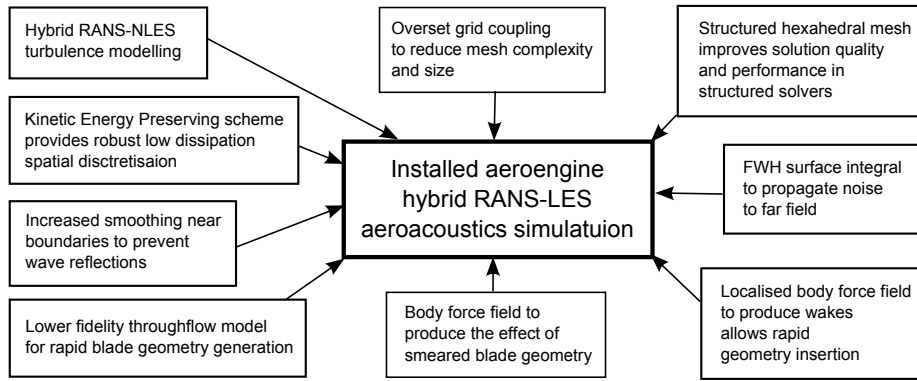 Hybrid RANS-NLES
turbulence modelling
Overset grid coupling
to reduce mesh complexity
and size
Structured hexahedral mesh
improves solution quality
and performance in
structured solvers
Kinetic Energy Preserving scheme
provides robust low dissipation
spatial disctretisaion
Installed aeroengine
hybrid RANS-LES
aeroacoustics simulatuion
FWH surface integral
to propagate noise
to far field
Increased smoothing near
boundaries to prevent
wave reflections
Lower fidelity throughflow model
for rapid blade geometry generation
Body force field to
produce the effect of
smeared blade geometry
Localised body force field
to produce wakes
allows rapid
geometry insertion